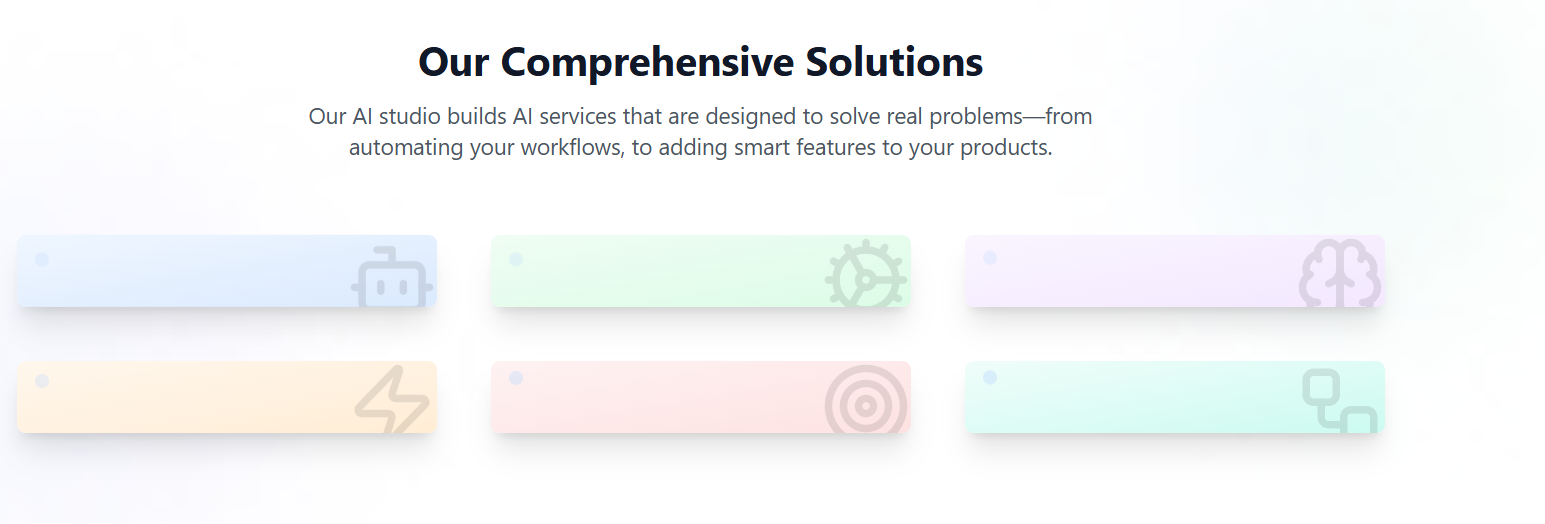 Our Comprehensive Solutions
Our AI studio builds AI services that are designed to solve real problems—from
automating your workflows, to adding smart features to your products.